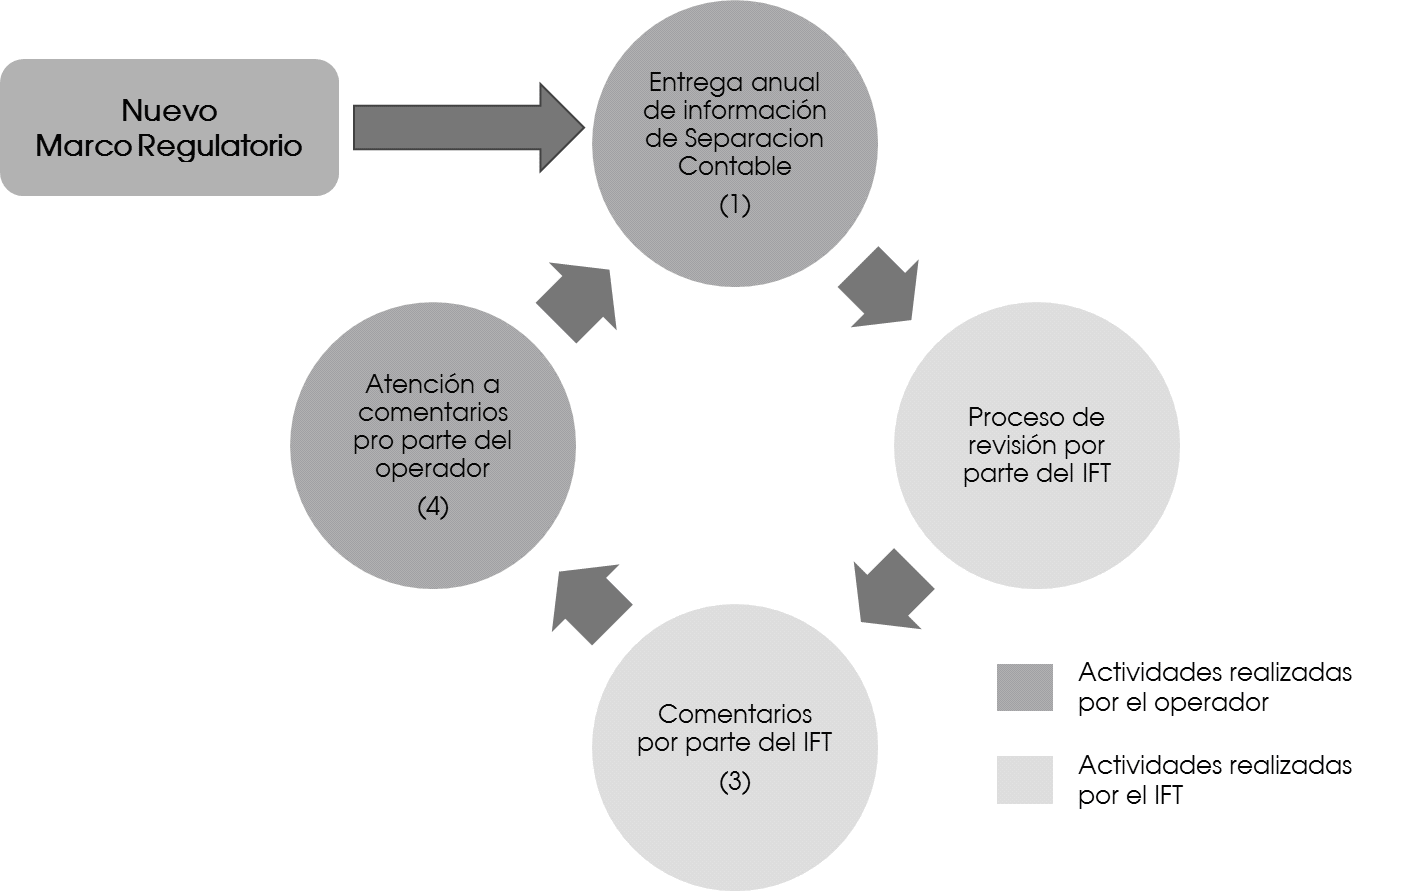 Nuevo
Marco Regulatorio
Entrega anual
de información
de Separacion
Contable
(1)
Proceso de
revisión por
parte del IFT
Comentarios
por parte del IFT
(3)
Atención a
comentarios
pro parte del
operador
(4)
Actividades realizadas
por el operador
Actividades realizadas
por el IFT